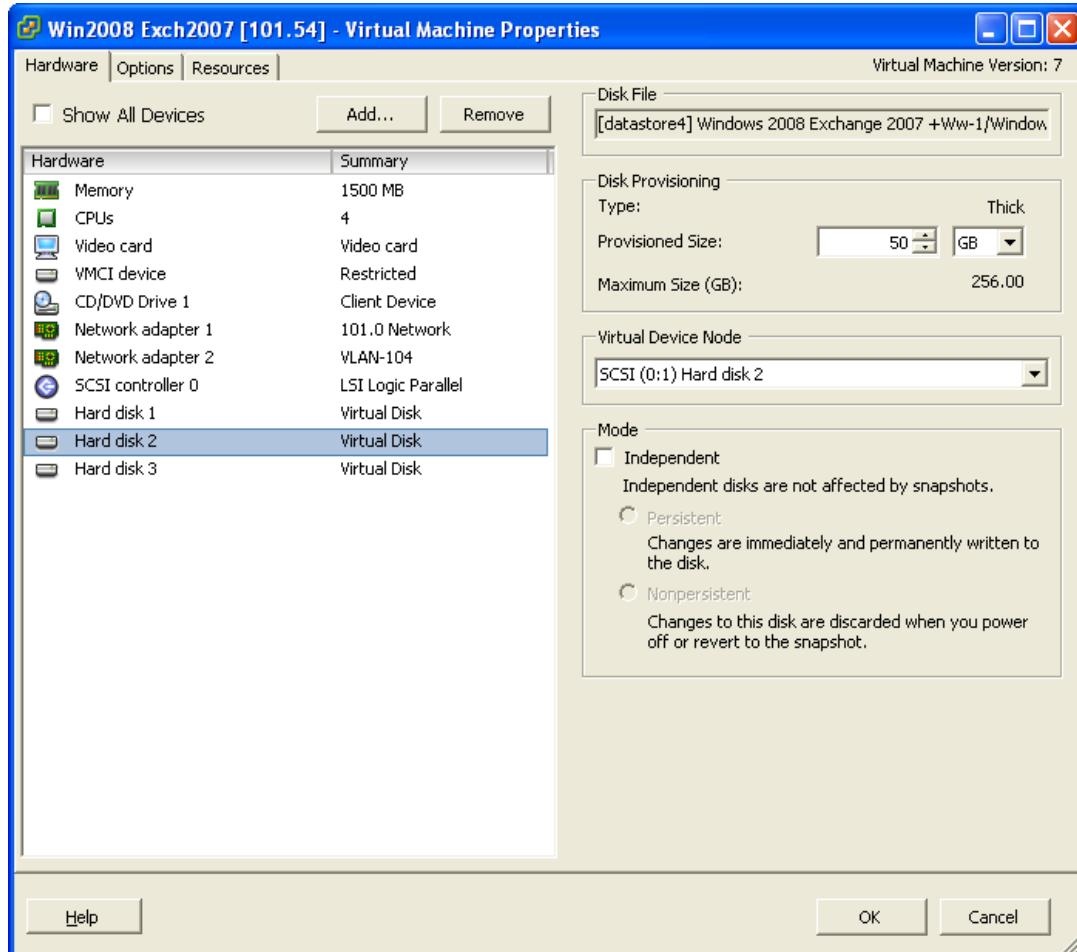 Win2008 Exch2007 [101.54] - Virtual Machine Properties
Hardware Options Resources Virtual Machine Version: 7
Show All Devices Add... Remove
Hardware Summary
Memory 1500 MB
CPUs 4
Video card Video card
VMCI device Restricted
CD/DVD Drive 1 Client Device
Network adapter 1 101.0 Network
Network adapter 2 VLAN-104
SCSI controller 0 LSI Logic Parallel
Hard disk 1 Virtual Disk
Hard disk 2 Virtual Disk
Hard disk 3 Virtual Disk
Disk File
[datastore4] Windows 2008 Exchange 2007 +Ww-1/Window
Disk Provisioning
Type: Thick
Provisioned Size: 50 GB
Maximum Size (GB): 256.00
Virtual Device Node
SCSI (0:1) Hard disk 2
Mode
Independent
Independent disks are not affected by snapshots.
Persistent
Changes are immediately and permanently written to
the disk.
Nonpersistent
Changes to this disk are discarded when you power
off or revert to the snapshot.
Help OK Cancel